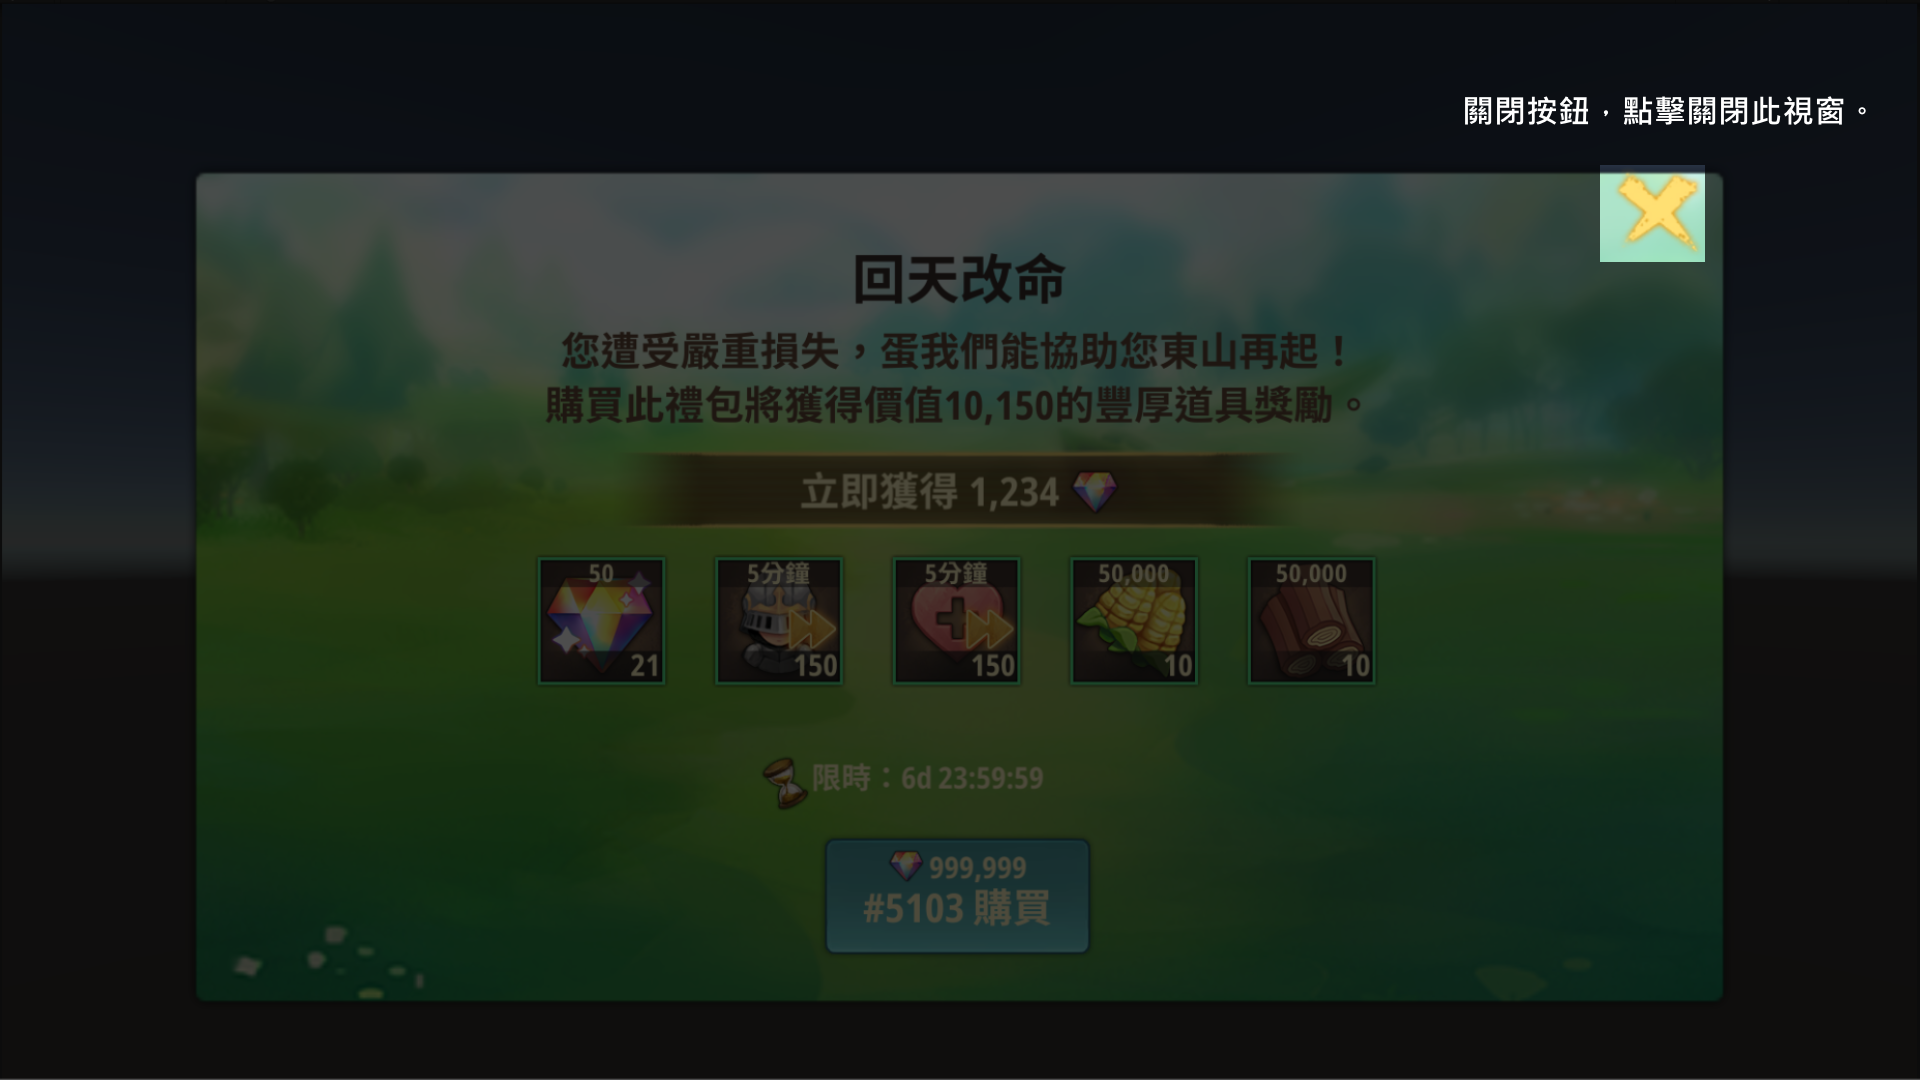 關閉按鈕，點擊關閉此視窗。
回天改命
您遭受嚴重損失，蛋我們能協助您東山再起！
購買此禮包將獲得價值10,150的豐厚道具獎勵。
立即獲得 1,234
50
21
5分鐘
150
5分鐘
150
50,000
10
50,000
10
限時：6d 23:59:59
999,999
#5103 購買